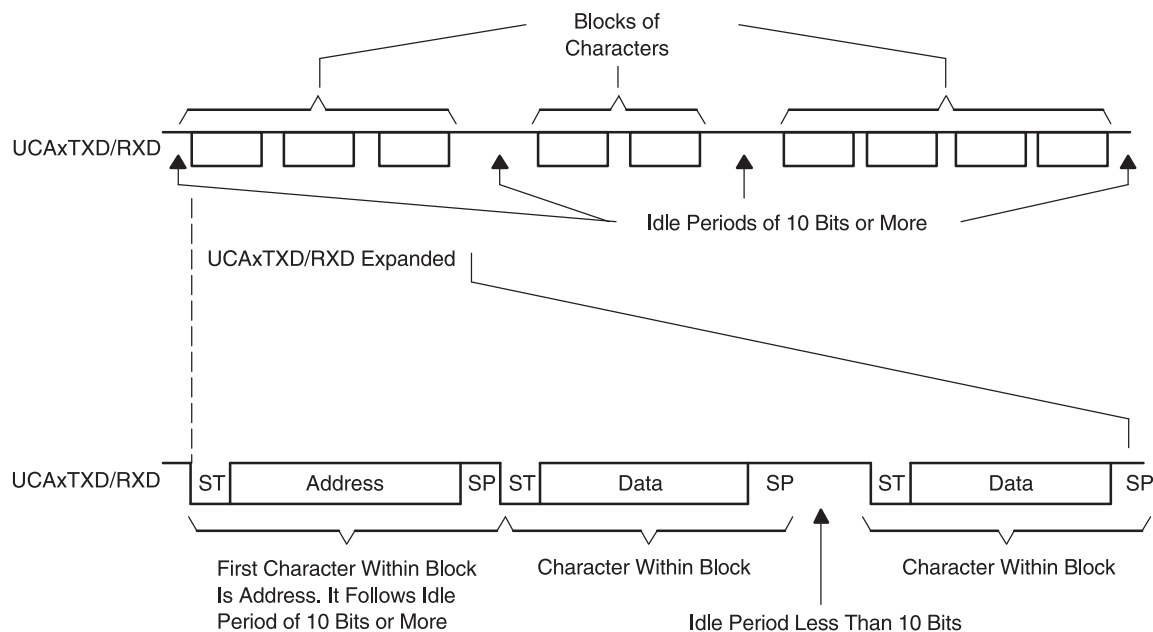 Blocks of
Characters
UCAxTXD/RXD
Idle Periods of 10 Bits or More
UCAxTXD/RXD Expanded
UCAxTXD/RXD
ST
Address
SP
ST
Data
SP
ST
Data
SP
First Character Within Block
Is Address. It Follows Idle
Period of 10 Bits or More
Character Within Block
Character Within Block
Idle Period Less Than 10 Bits